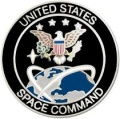 UNITED STATES
SPACE COMMAND